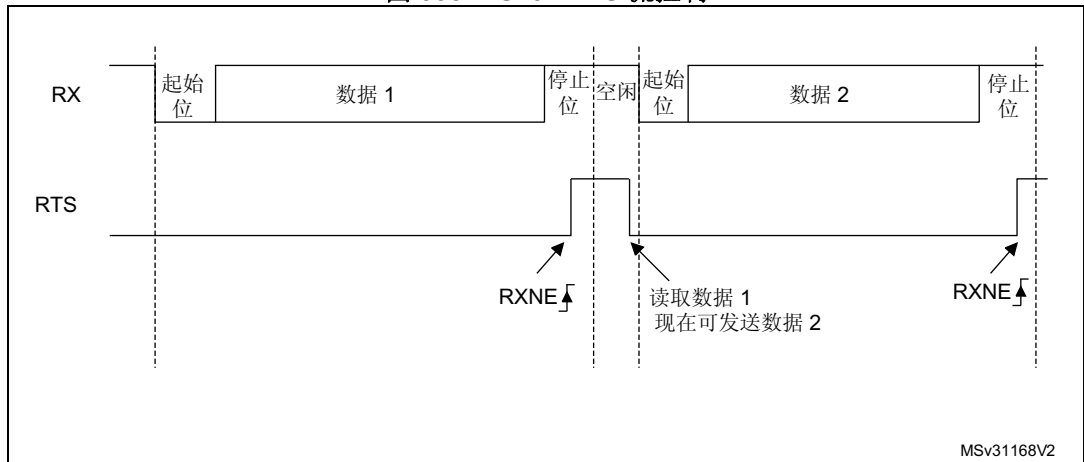 RX
起始
位
数据 1
停止
位
空闲
起始
位
数据 2
停止
位
RTS
RXNE
读取数据 1
现在可发送数据 2
RXNE
MSv31168V2